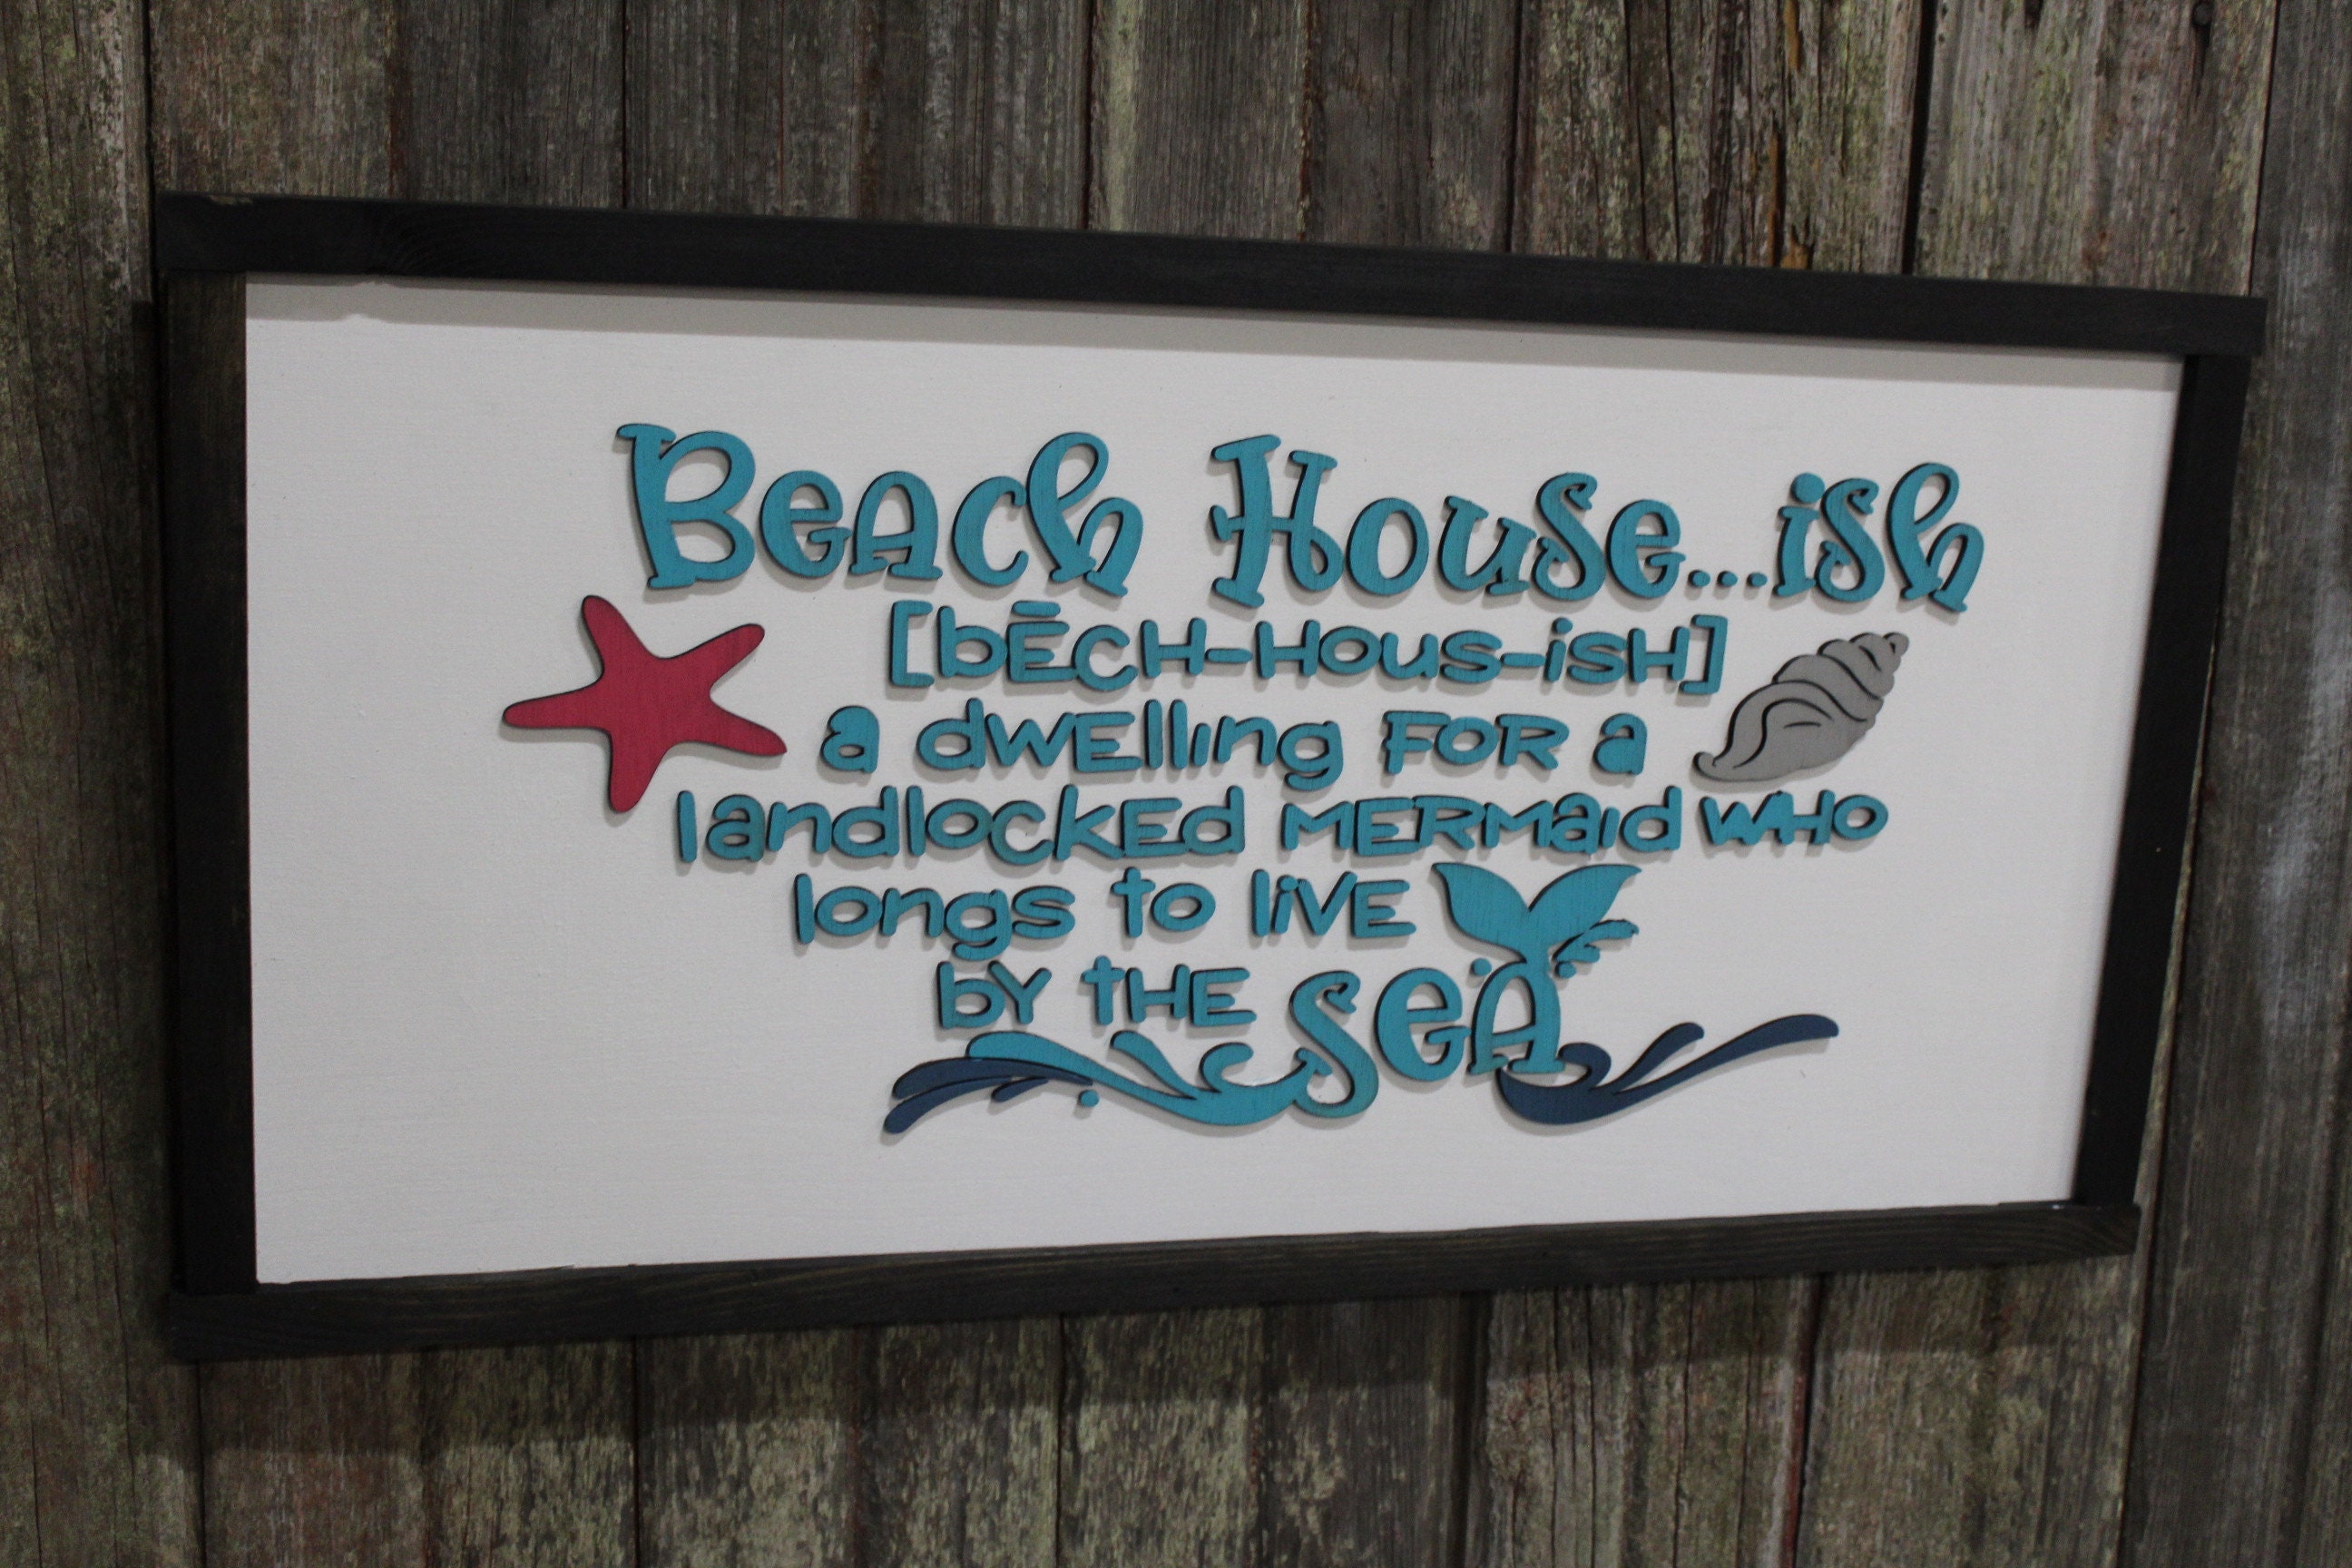 Beach House...ish
[bĒCH-Hous-isH]
a dwElling FOR a
landlockEd MERMaid WHO
longs to livE
bY tHE
SEA